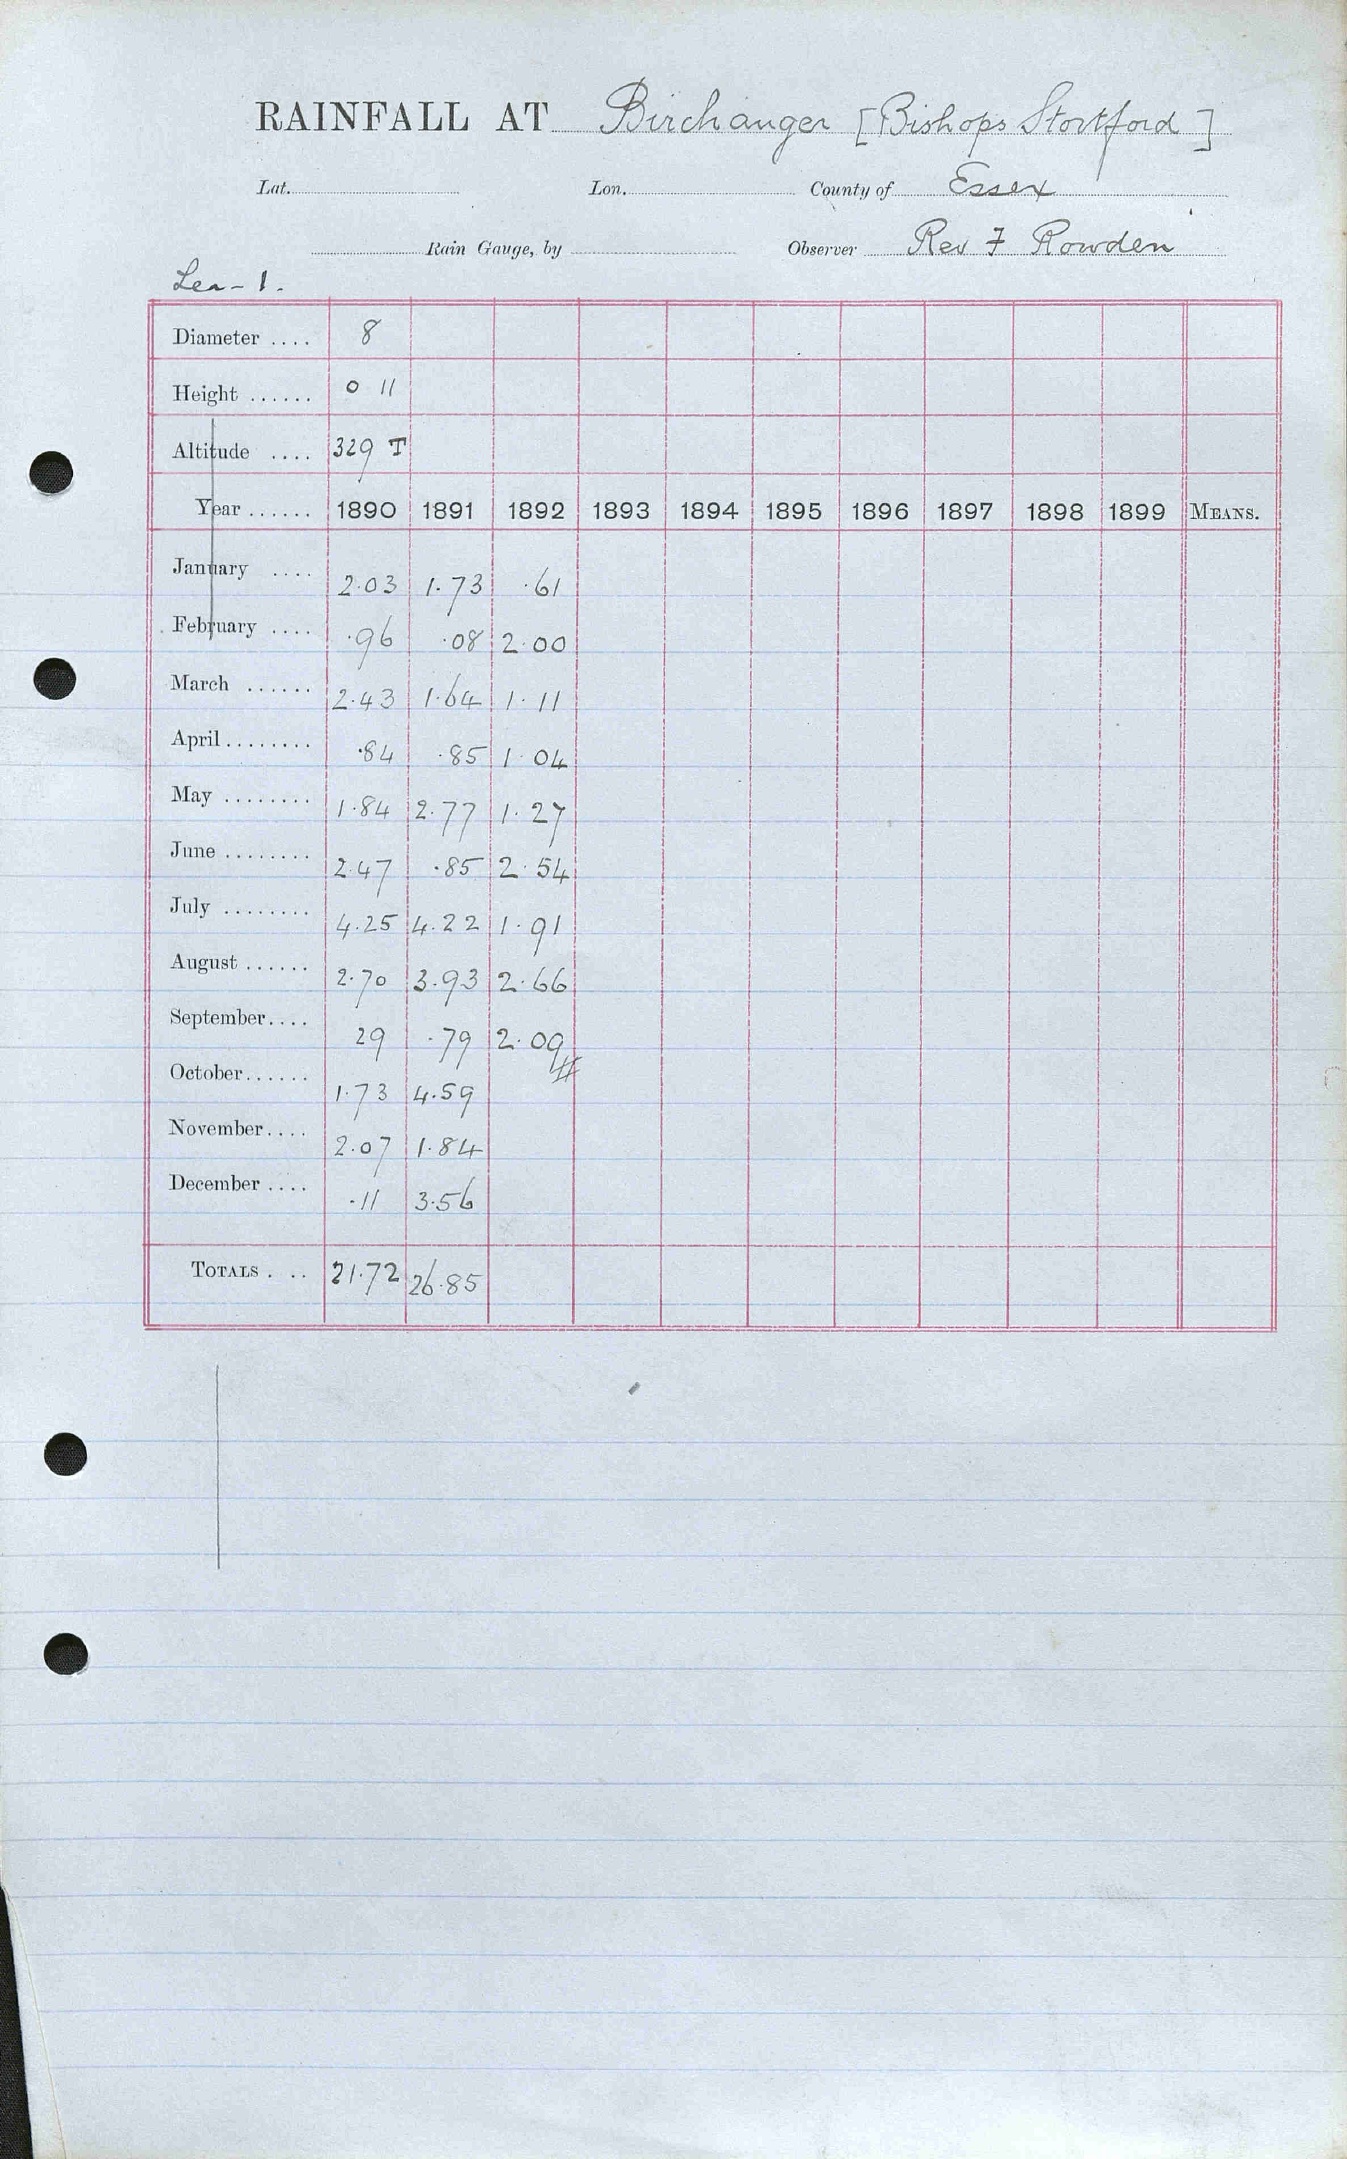 RAINFALL AT Birchanger [Bishops Stortford]
Lat. Lon. County of Essex
Rain Gauge, by Observer Rev F Rowden
Lea - 1.
Diameter .... 8
Height ...... 0 11
Altitude .... 329 T
Year ...... 1890 1891 1892 1893 1894 1895 1896 1897 1898 1899 MEANS.
January .... 2.03 1.73 .61
February .... .96 .08 2.00
March ...... 2.43 1.64 1.11
April ........ .84 .85 1 04
May ........ 1.84 2.77 1.27
June ........ 2.47 .85 2.54
July ........ 4.25 4.22 1.91
August ...... 2.70 3.93 2.66
September .... 29 .79 2.09
October ...... 1.73 4.59
November .... 2.07 1.84
December .... .11 3.56
TOTALS . .. 21.72 26.85